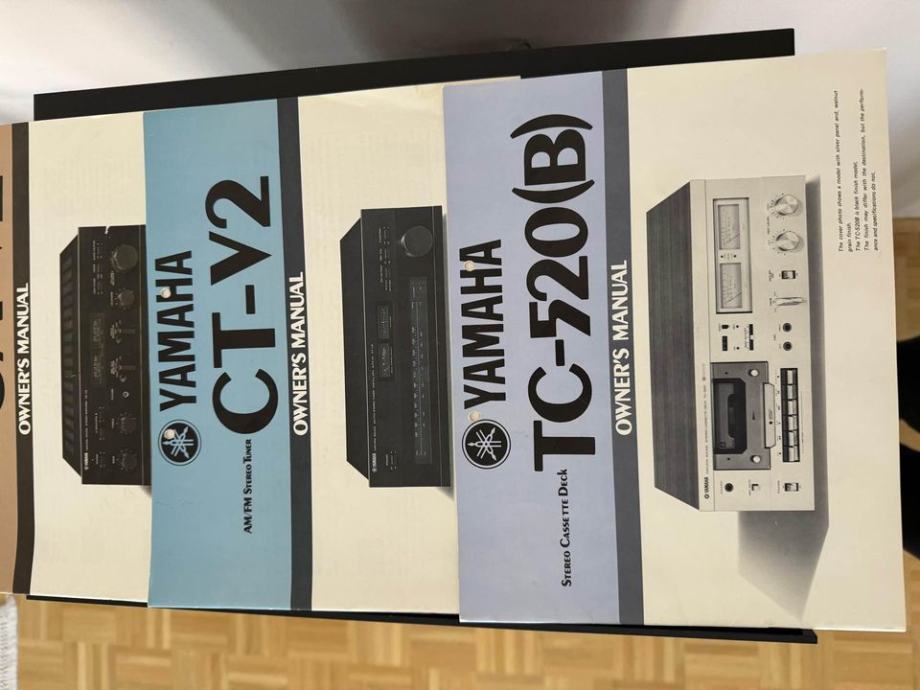 OWNER'S MANUAL
YAMAHA
CT-V2
AM/FM STEREO TUNER
OWNER'S MANUAL
YAMAHA
TC-520(B)
STEREO CASSETTE DECK
OWNER'S MANUAL
YAMAHA
The cover photo shows a model with silver panel and, walnut
grain finish.
The TC-520B is black finish model.
The finish may differ with the destination, but the perform-
ance and specifications do not.